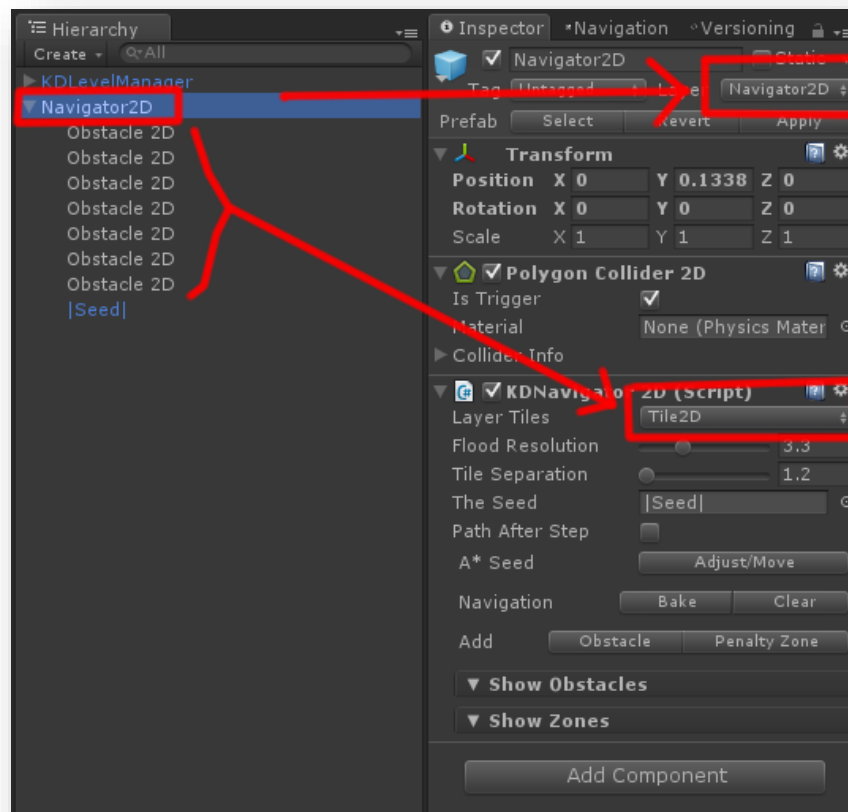 Hierarchy
Create
Q▾All
KDLevelManager
Navigator2D
Obstacle 2D
Obstacle 2D
Obstacle 2D
Obstacle 2D
Obstacle 2D
Obstacle 2D
Obstacle 2D
|Seed|
Inspector Navigation Versioning
Navigator2D Static
Tag Untagged Layer Navigator2D
Prefab Select Revert Apply
Transform
Position X 0 Y 0.1338 Z 0
Rotation X 0 Y 0 Z 0
Scale X 1 Y 1 Z 1
Polygon Collider 2D
Is Trigger
Material None (Physics Mater
Collider Info
KDNavigator 2D (Script)
Layer Tiles Tile2D
Flood Resolution 3.3
Tile Separation 1.2
The Seed |Seed|
Path After Step
A* Seed Adjust/Move
Navigation Bake Clear
Add Obstacle Penalty Zone
▼ Show Obstacles
▼ Show Zones
Add Component